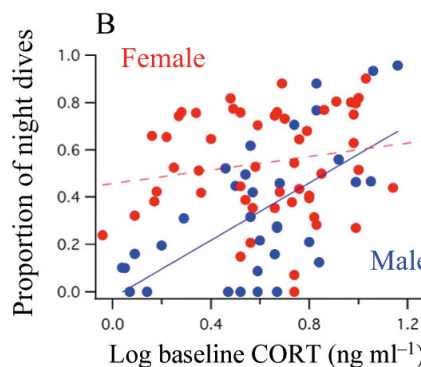 B
Female
Male
Proportion of night dives
1.0
0.8
0.6
0.4
0.2
0.0
0.0 0.4 0.8 1.2
Log baseline CORT (ng ml⁻¹)